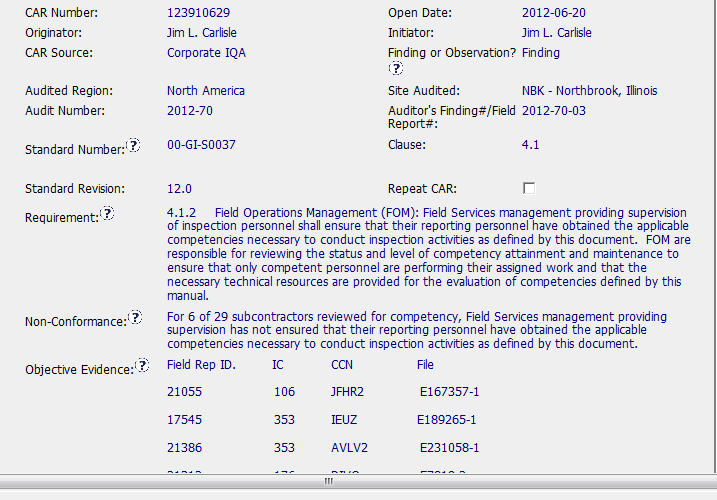 CAR Number: 123910629 Open Date: 2012-06-20
Originator: Jim L. Carlisle Initiator: Jim L. Carlisle
CAR Source: Corporate IQA Finding or Observation? Finding
?
Audited Region: North America Site Audited: NBK - Northbrook, Illinois
Audit Number: 2012-70 Auditor's Finding#/Field 2012-70-03
Report#:
Standard Number: ? 00-GI-S0037 Clause: 4.1
Standard Revision: 12.0 Repeat CAR:
Requirement: ? 4.1.2 Field Operations Management (FOM): Field Services management providing supervision
of inspection personnel shall ensure that their reporting personnel have obtained the applicable
competencies necessary to conduct inspection activities as defined by this document. FOM are
responsible for reviewing the status and level of competency attainment and maintenance to
ensure that only competent personnel are performing their assigned work and that the
necessary technical resources are provided for the evaluation of competencies defined by this
manual.
Non-Conformance: ? For 6 of 29 subcontractors reviewed for competency, Field Services management providing
supervision has not ensured that their reporting personnel have obtained the applicable
competencies necessary to conduct inspection activities as defined by this document.
Objective Evidence: ? Field Rep ID. IC CCN File
21055 106 JFHR2 E167357-1
17545 353 IEUZ E189265-1
21386 353 AVLV2 E231058-1